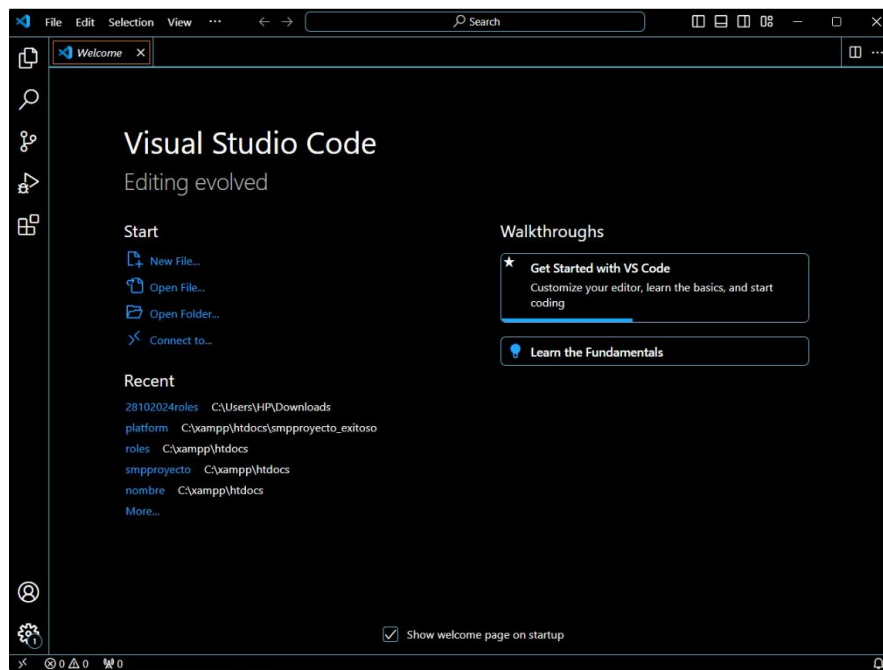 File Edit Selection View ... Search
Welcome
Visual Studio Code
Editing evolved
Start
New File...
Open File...
Open Folder...
Connect to...
Recent
28102024roles C:\Users\HP\Downloads
platform C:\xampp\htdocs\smpproyecto_exitoso
roles C:\xampp\htdocs
smpproyecto C:\xampp\htdocs
nombre C:\xampp\htdocs
More...
Walkthroughs
Get Started with VS Code
Customize your editor, learn the basics, and start
coding
Learn the Fundamentals
Show welcome page on startup
1
0 0 0